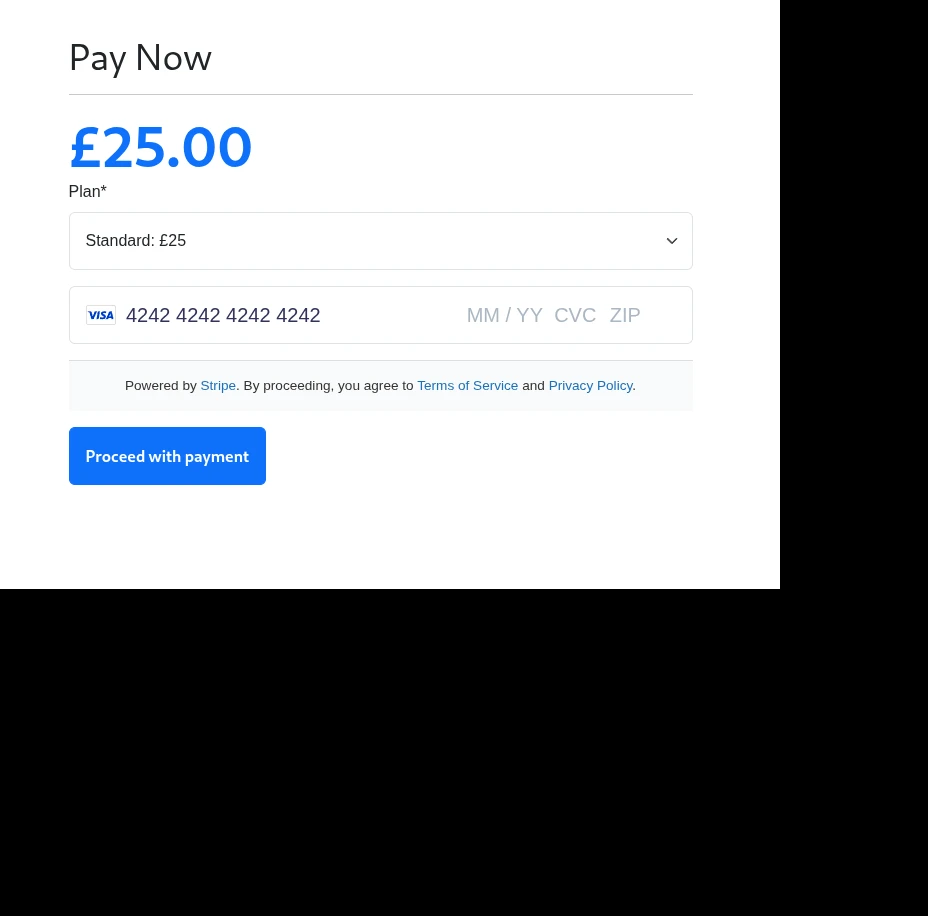 Pay Now
£25.00
Plan*
Standard: £25
VISA 4242 4242 4242 4242 MM / YY CVC ZIP
Powered by Stripe. By proceeding, you agree to Terms of Service and Privacy Policy.
Proceed with payment